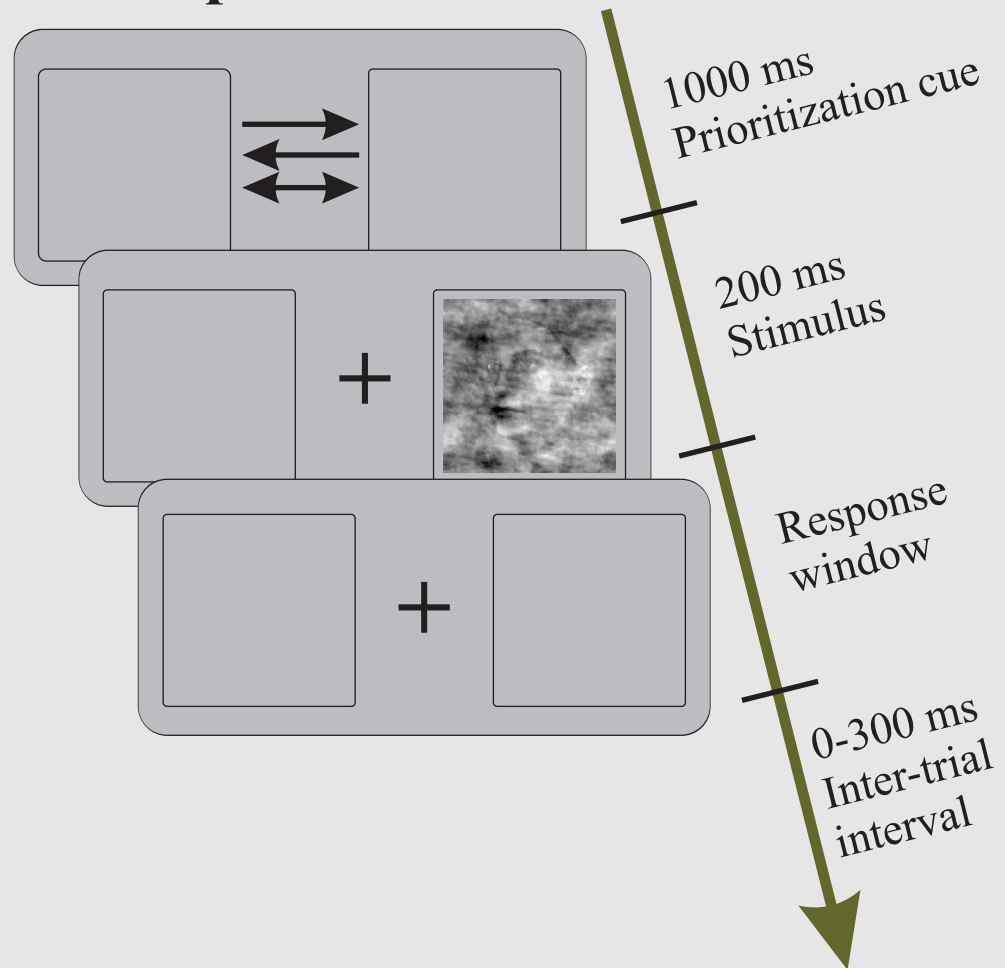 1000 ms
Prioritization cue
200 ms
Stimulus
Response
window
0-300 ms
Inter-trial
interval